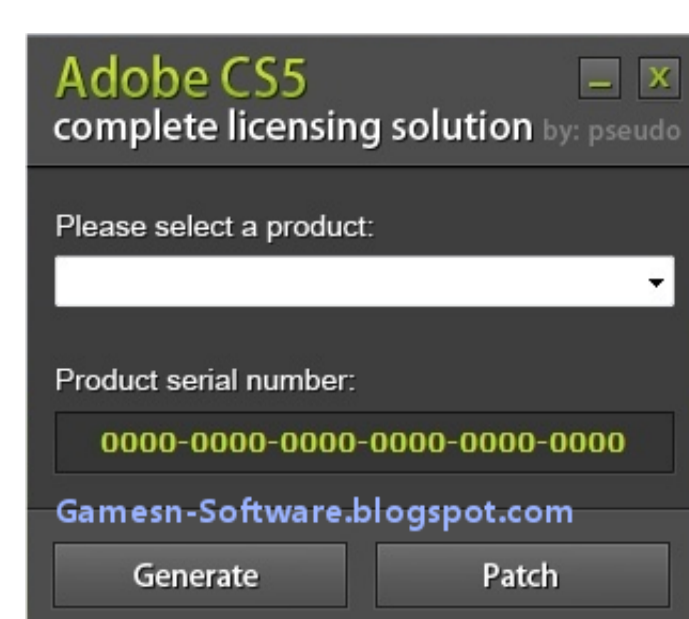 Adobe CS5
complete licensing solution by: pseudo
Please select a product:
Product serial number:
0000-0000-0000-0000-0000-0000
Gamesn-Software.blogspot.com
Generate Patch